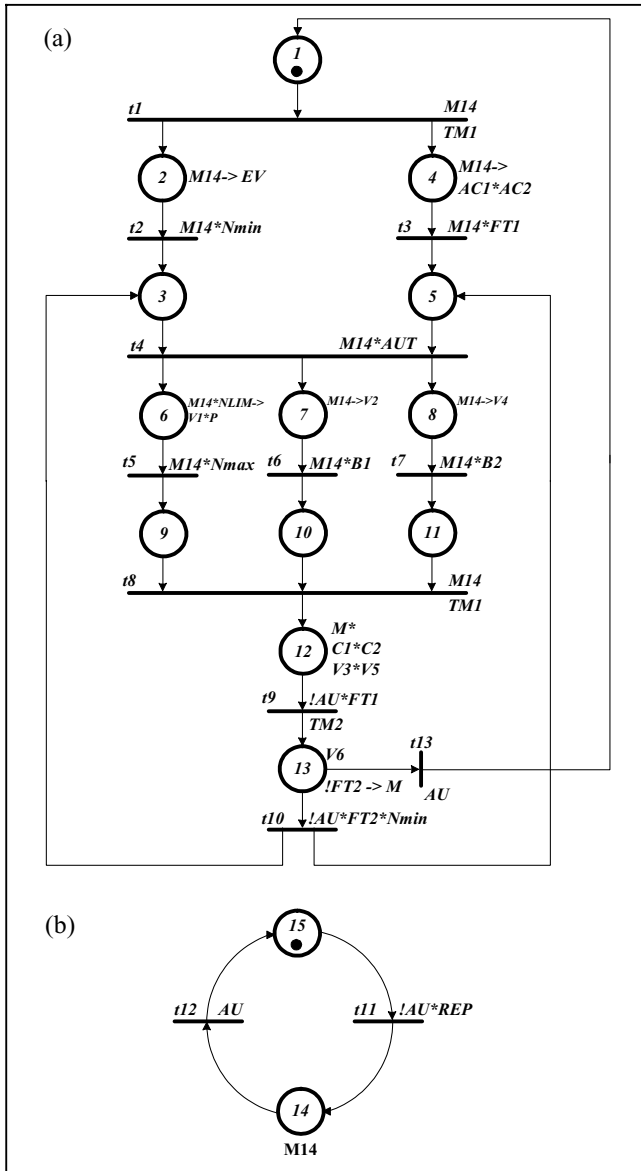 (a)
1
t1 M14
TM1
2 M14-> EV
4 M14->
AC1*AC2
t2 M14*Nmin
t3 M14*FT1
3
5
t4 M14*AUT
6 M14*NLIM->
V1*P
7 M14->V2
8 M14->V4
t5 M14*Nmax
t6 M14*B1
t7 M14*B2
9
10
11
t8 M14
TM1
12 M*
C1*C2
V3*V5
t9 !AU*FT1
TM2
13 V6
!FT2 -> M
t13
AU
t10 !AU*FT2*Nmin
(b)
15
t12 AU
t11 !AU*REP
14
M14